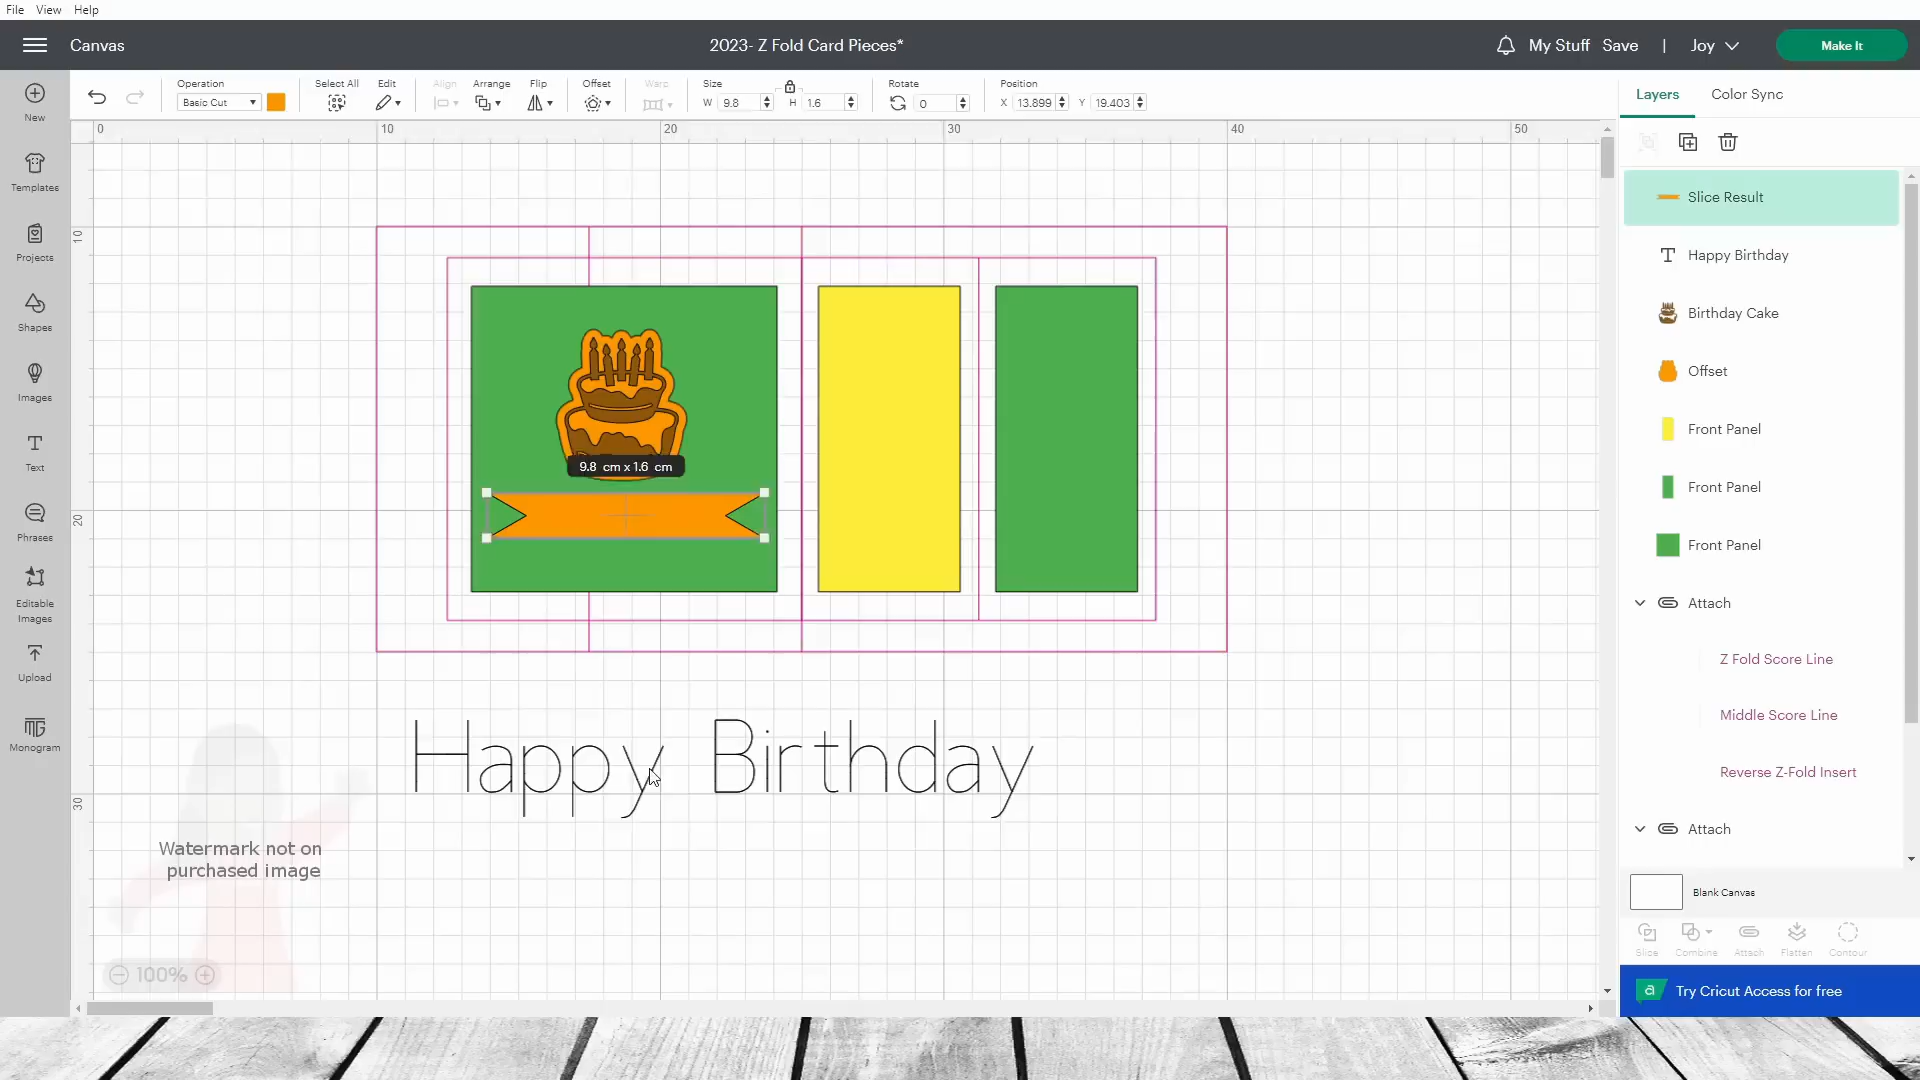 File View Help
Canvas
2023- Z Fold Card Pieces*
My Stuff Save | Joy
Make It
Operation
Basic Cut
Select All
Edit
Align
Arrange
Flip
Offset
Warp
Size
W 9.8
H 1.6
Rotate
0
Position
X 13.899
Y 19.403
Layers
Color Sync
New
Templates
Projects
Shapes
Images
Text
Phrases
Editable
Images
Upload
Monogram
0 10 20 30 40 50
10
20
30
9.8 cm x 1.6 cm
Happy Birthday
Watermark not on
purchased image
100%
Slice Result
Happy Birthday
Birthday Cake
Offset
Front Panel
Front Panel
Front Panel
Attach
Z Fold Score Line
Middle Score Line
Reverse Z-Fold Insert
Attach
Blank Canvas
Slice
Combine
Attach
Flatten
Contour
a Try Cricut Access for free